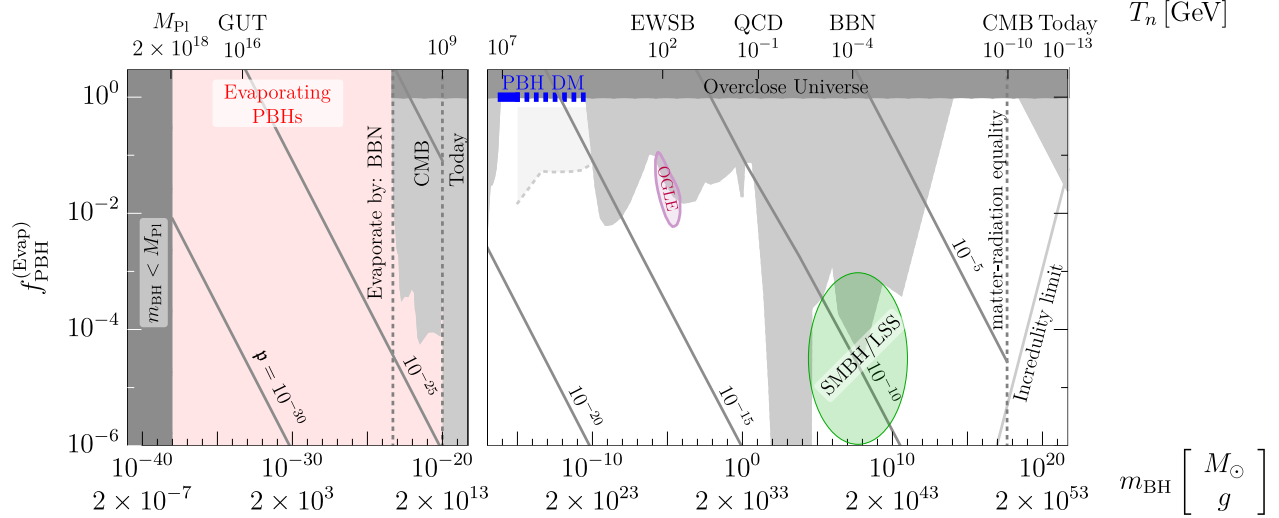 M_Pl GUT EWSB QCD BBN CMB Today T_n [GeV]
2 × 10^18 10^16 10^9 10^7 10^2 10^-1 10^-4 10^-10 10^-13
PBH DM
Overclose Universe
Evaporating
PBHs
10^0
10^-2
10^-4
10^-6
f_PBH^(Evap)
m_BH < M_Pl
Evaporate by: BBN
CMB
Today
OGLE
matter-radiation equality
Incredulity limit
SMBH/LSS
p = 10^-30
10^-25
10^-20
10^-15
10^-10
10^-5
10^-40 10^-30 10^-20 10^-10 10^0 10^10 10^20
2 × 10^-7 2 × 10^3 2 × 10^13 2 × 10^23 2 × 10^33 2 × 10^43 2 × 10^53
m_BH [ M_⊙
g ]